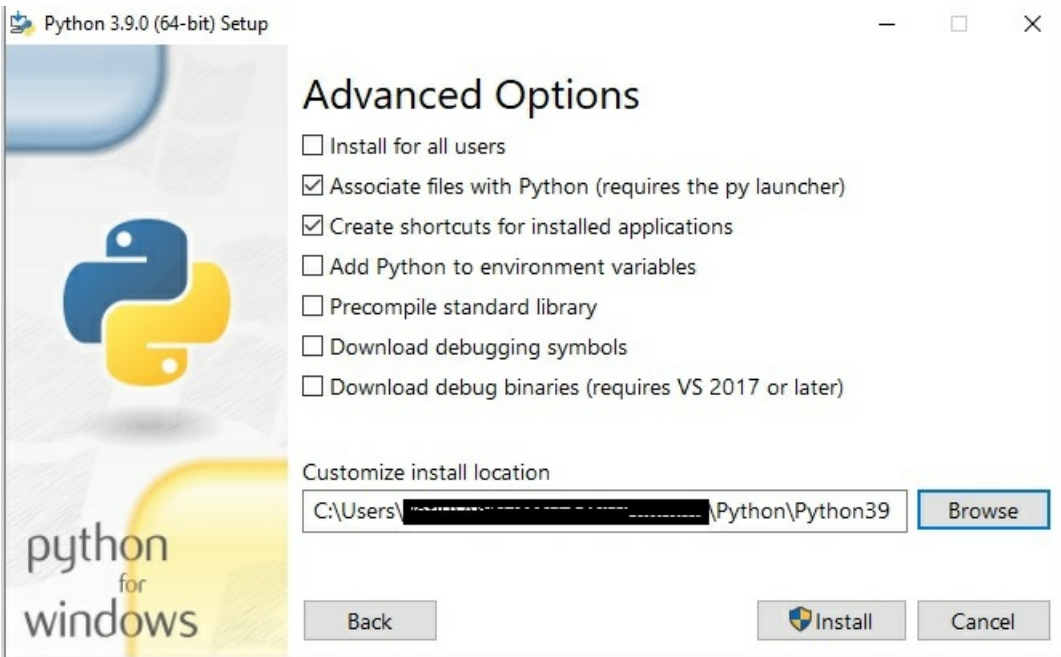 Python 3.9.0 (64-bit) Setup
Advanced Options
Install for all users
Associate files with Python (requires the py launcher)
Create shortcuts for installed applications
Add Python to environment variables
Precompile standard library
Download debugging symbols
Download debug binaries (requires VS 2017 or later)
Customize install location
C:\Users\ \Python\Python39
Browse
python
for
windows
Back
Install
Cancel